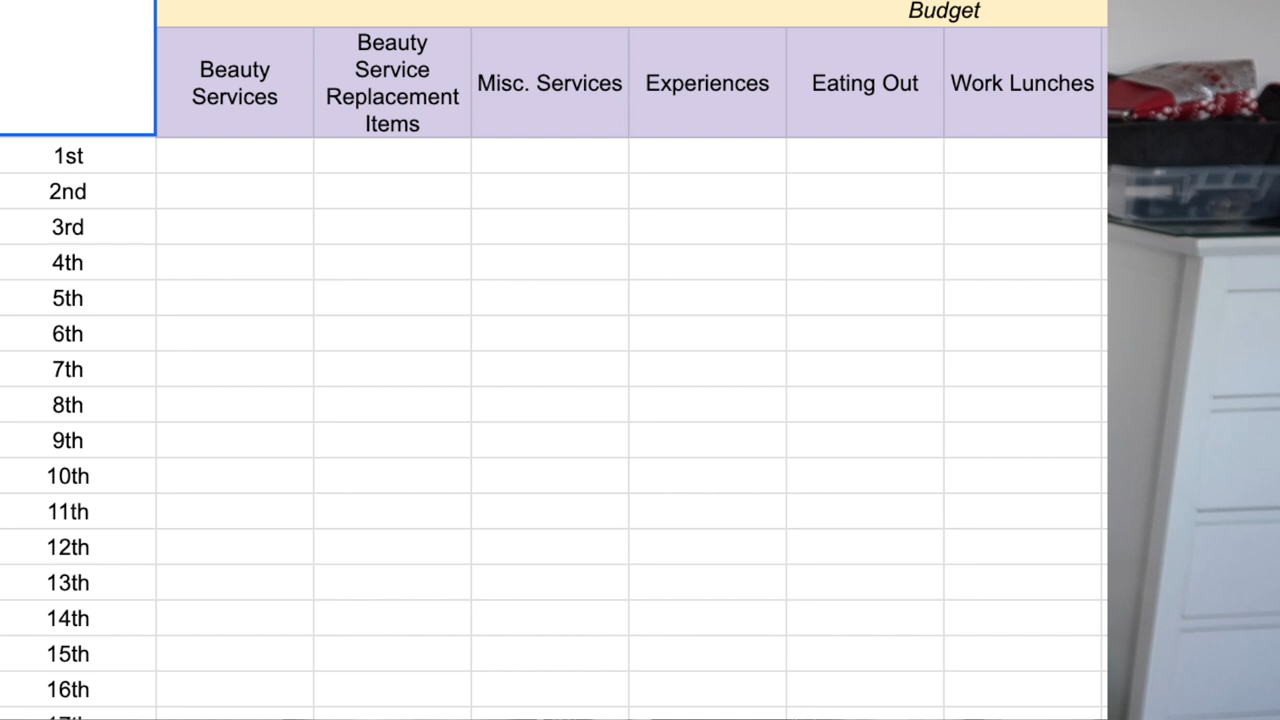 Budget
Beauty
Services
Beauty
Service
Replacement
Items
Misc. Services
Experiences
Eating Out
Work Lunches
1st
2nd
3rd
4th
5th
6th
7th
8th
9th
10th
11th
12th
13th
14th
15th
16th